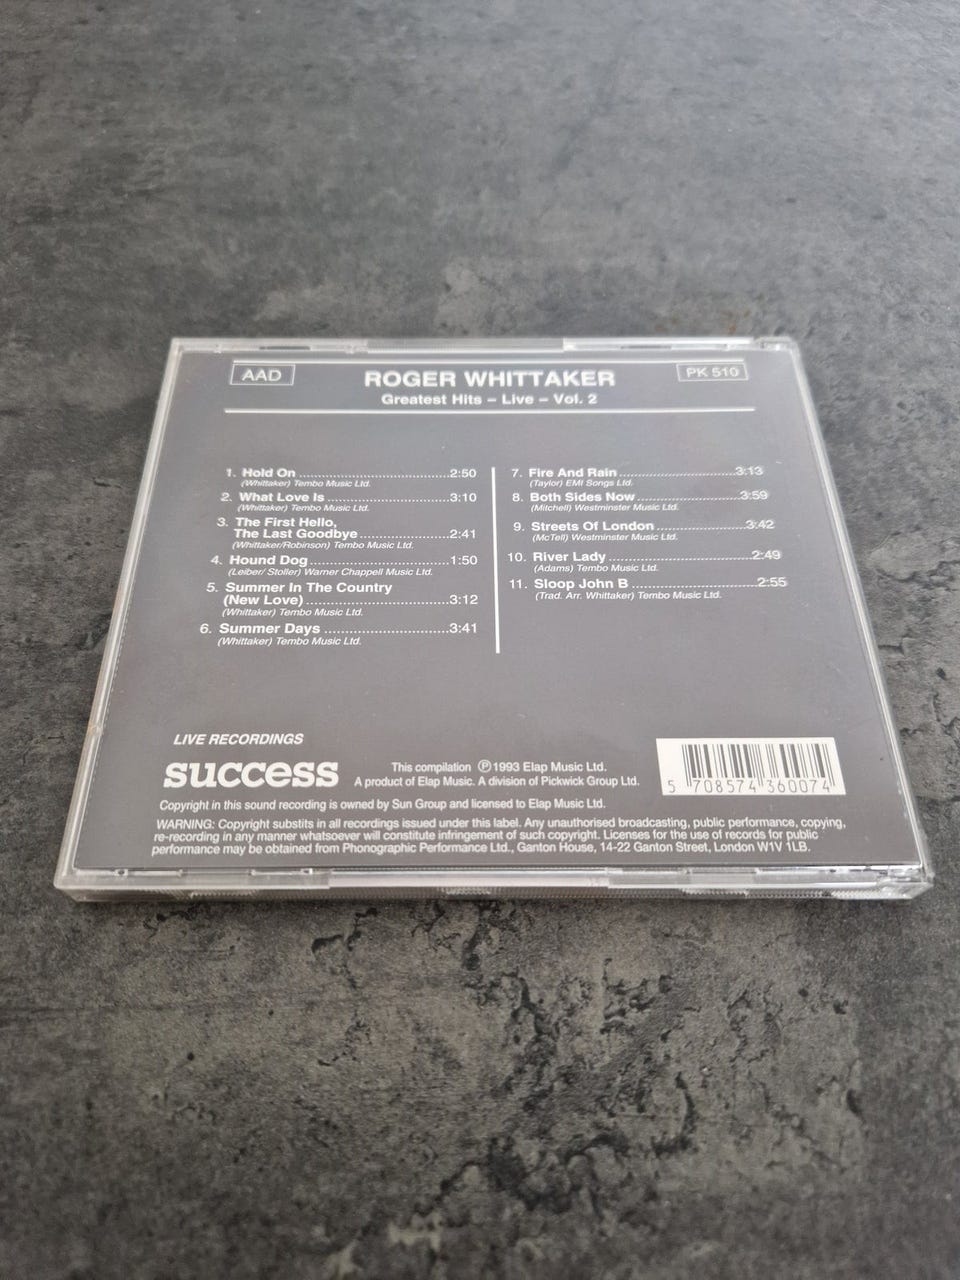 AAD
ROGER WHITTAKER
PK 510
Greatest Hits – Live – Vol. 2
1. Hold On ........................................ 2:50
(Whittaker) Tembo Music Ltd.
2. What Love Is ................................ 3:10
(Whittaker) Tembo Music Ltd.
3. The First Hello,
The Last Goodbye ........................ 2:41
(Whittaker/Robinson) Tembo Music Ltd.
4. Hound Dog .................................... 1:50
(Leiber/ Stoller) Warner Chappell Music Ltd.
5. Summer In The Country
(New Love) .................................... 3:12
(Whittaker) Tembo Music Ltd.
6. Summer Days ................................ 3:41
(Whittaker) Tembo Music Ltd.
7. Fire And Rain ................................ 3:13
(Taylor) EMI Songs Ltd.
8. Both Sides Now ............................ 3:59
(Mitchell) Westminster Music Ltd.
9. Streets Of London ........................ 3:42
(McTell) Westminster Music Ltd.
10. River Lady .................................... 2:49
(Adams) Tembo Music Ltd.
11. Sloop John B ................................ 2:55
(Trad. Arr. Whittaker) Tembo Music Ltd.
LIVE RECORDINGS
success
This compilation Ⓟ1993 Elap Music Ltd.
A product of Elap Music. A division of Pickwick Group Ltd.
5 708574 360074
Copyright in this sound recording is owned by Sun Group and licensed to Elap Music Ltd.
WARNING: Copyright substits in all recordings issued under this label. Any unauthorised broadcasting, public performance, copying,
re-recording in any manner whatsoever will constitute infringement of such copyright. Licenses for the use of records for public
performance may be obtained from Phonographic Performance Ltd., Ganton House, 14-22 Ganton Street, London W1V 1LB.